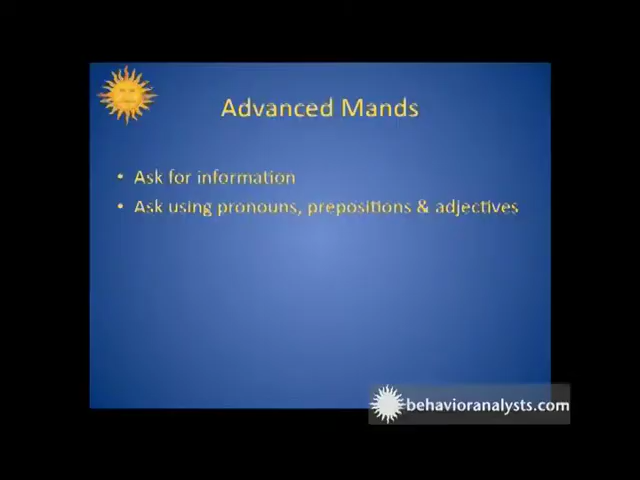 Advanced Mands
• Ask for information
• Ask using pronouns, prepositions & adjectives
behavioranalysts.com